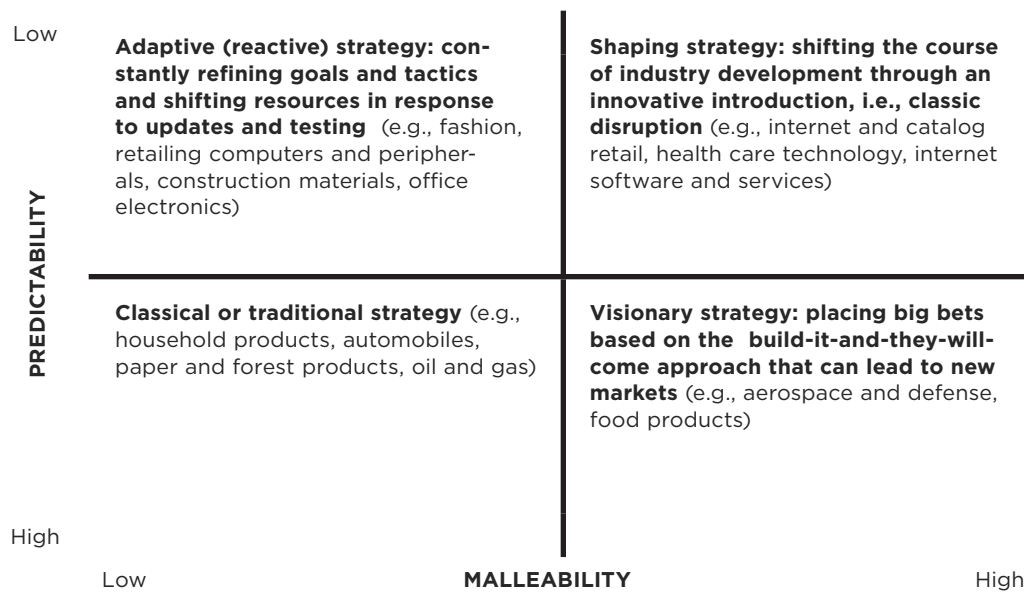 Low
Adaptive (reactive) strategy: con-
stantly refining goals and tactics
and shifting resources in response
to updates and testing (e.g., fashion,
retailing computers and peripher-
als, construction materials, office
electronics)
Shaping strategy: shifting the course
of industry development through an
innovative introduction, i.e., classic
disruption (e.g., internet and catalog
retail, health care technology, internet
software and services)
PREDICTABILITY
Classical or traditional strategy (e.g.,
household products, automobiles,
paper and forest products, oil and gas)
Visionary strategy: placing big bets
based on the build-it-and-they-will-
come approach that can lead to new
markets (e.g., aerospace and defense,
food products)
High
Low
MALLEABILITY
High